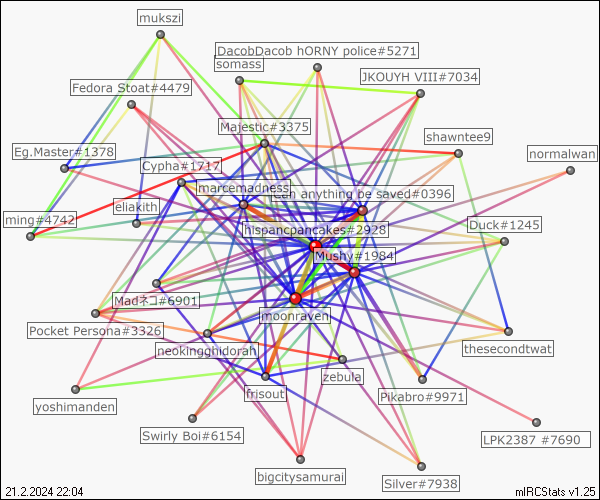 mukszi
DacobDacob hORNY police#5271
somass
JKOUYH VIII#7034
Fedora Stoat#4479
Majestic#3375
shawntee9
Eg.Master#1378
normalwan
Cypha#1717
marcemadness
can anything be saved#0396
eliakith
ming#4742
Duck#1245
hispanicpancakes#2928
Mushy#1984
Madネコ#6901
moonraven
Pocket Persona#3326
neokingghidorah
thesecondtwat
zebula
frisout
Pikabro#9971
yoshimanden
Swirly Boi#6154
LPK2387 #7690
bigcitysamurai
Silver#7938
21.2.2024 22:04
mIRCStats v1.25